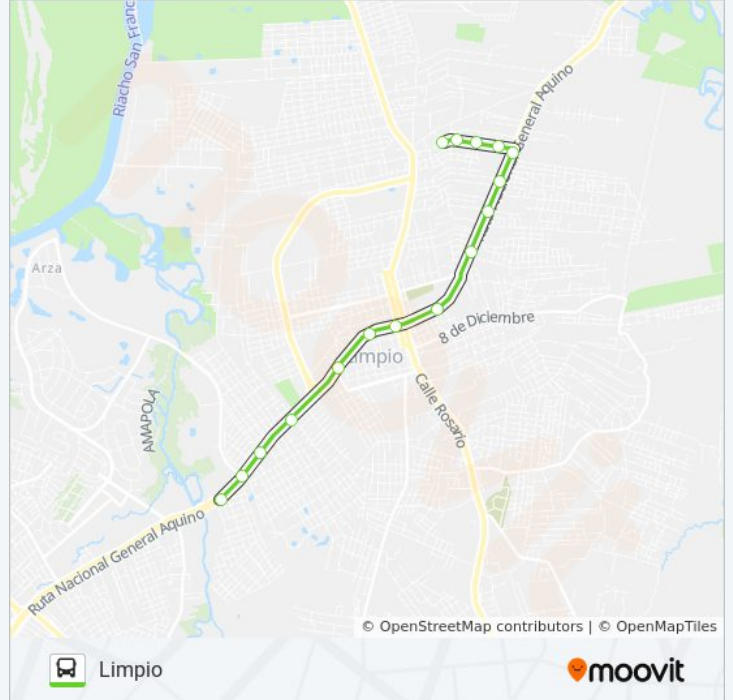 Riacho San Franc
General Aquino
Arza
8 de Diciembre
Limpio
AMAPOLA
Calle Rosario
Ruta Nacional General Aquino
© OpenStreetMap contributors | © OpenMapTiles
Limpio
moovit